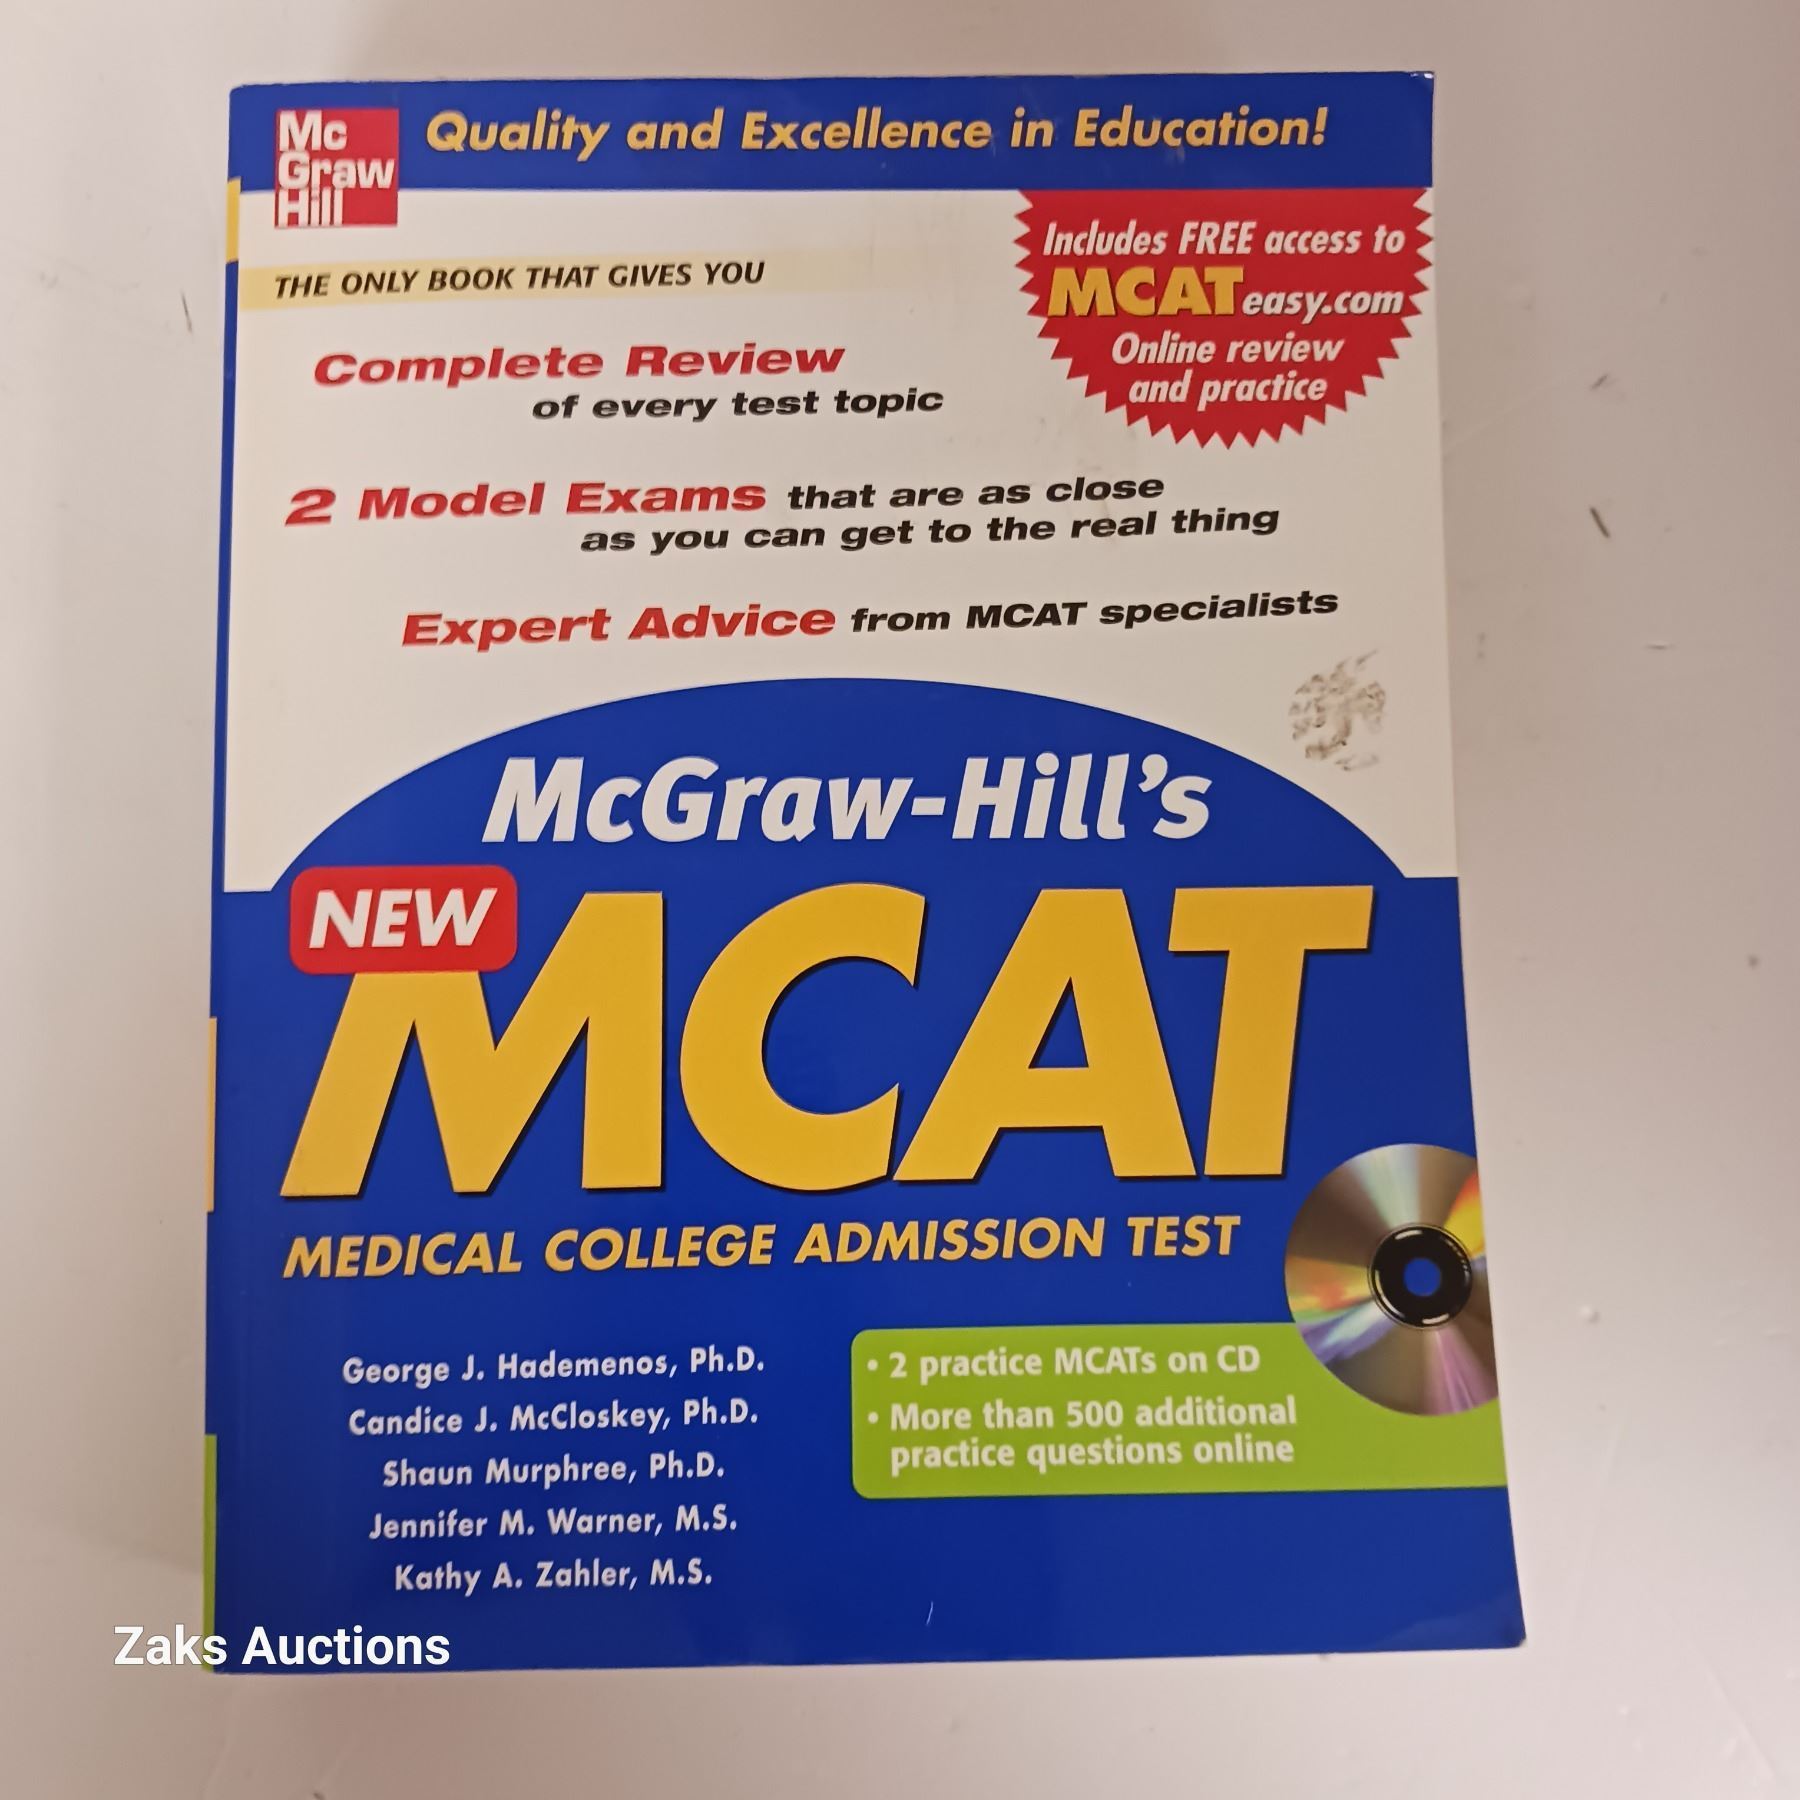 Mc
Graw
Hill
Quality and Excellence in Education!
Includes FREE access to
MCATeasy.com
Online review
and practice
THE ONLY BOOK THAT GIVES YOU
Complete Review
of every test topic
2 Model Exams that are as close
as you can get to the real thing
Expert Advice from MCAT specialists
McGraw-Hill's
NEW
MCAT
MEDICAL COLLEGE ADMISSION TEST
George J. Hademenos, Ph.D.
Candice J. McCloskey, Ph.D.
Shaun Murphree, Ph.D.
Jennifer M. Warner, M.S.
Kathy A. Zahler, M.S.
• 2 practice MCATs on CD
• More than 500 additional
practice questions online
Zaks Auctions